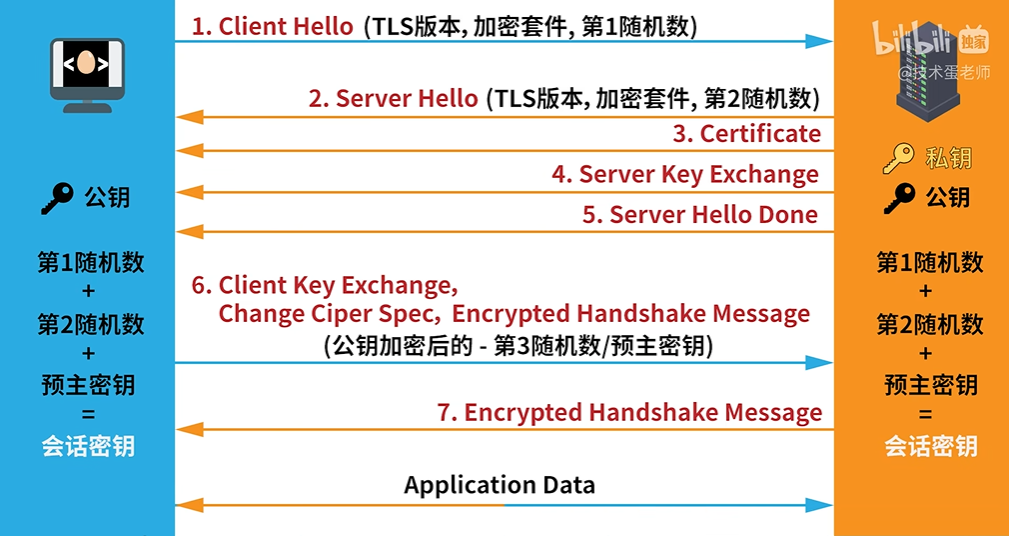 1. Client Hello (TLS版本, 加密套件, 第1随机数)
bilibili 独家
@技术蛋老师
2. Server Hello (TLS版本, 加密套件, 第2随机数)
3. Certificate
私钥
4. Server Key Exchange
公钥
公钥
5. Server Hello Done
第1随机数
+
第2随机数
+
预主密钥
=
会话密钥
6. Client Key Exchange,
Change Ciper Spec, Encrypted Handshake Message
(公钥加密后的 - 第3随机数/预主密钥)
7. Encrypted Handshake Message
Application Data
第1随机数
+
第2随机数
+
预主密钥
=
会话密钥